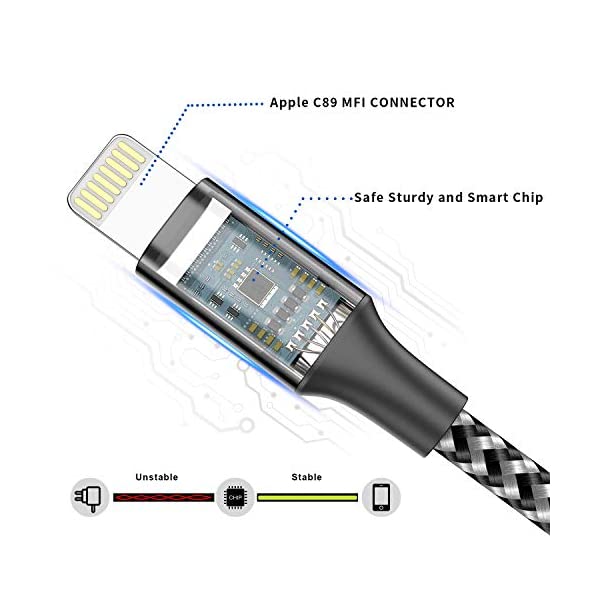 Apple C89 MFI CONNECTOR
Safe Sturdy and Smart Chip
Unstable
Stable
CHIP